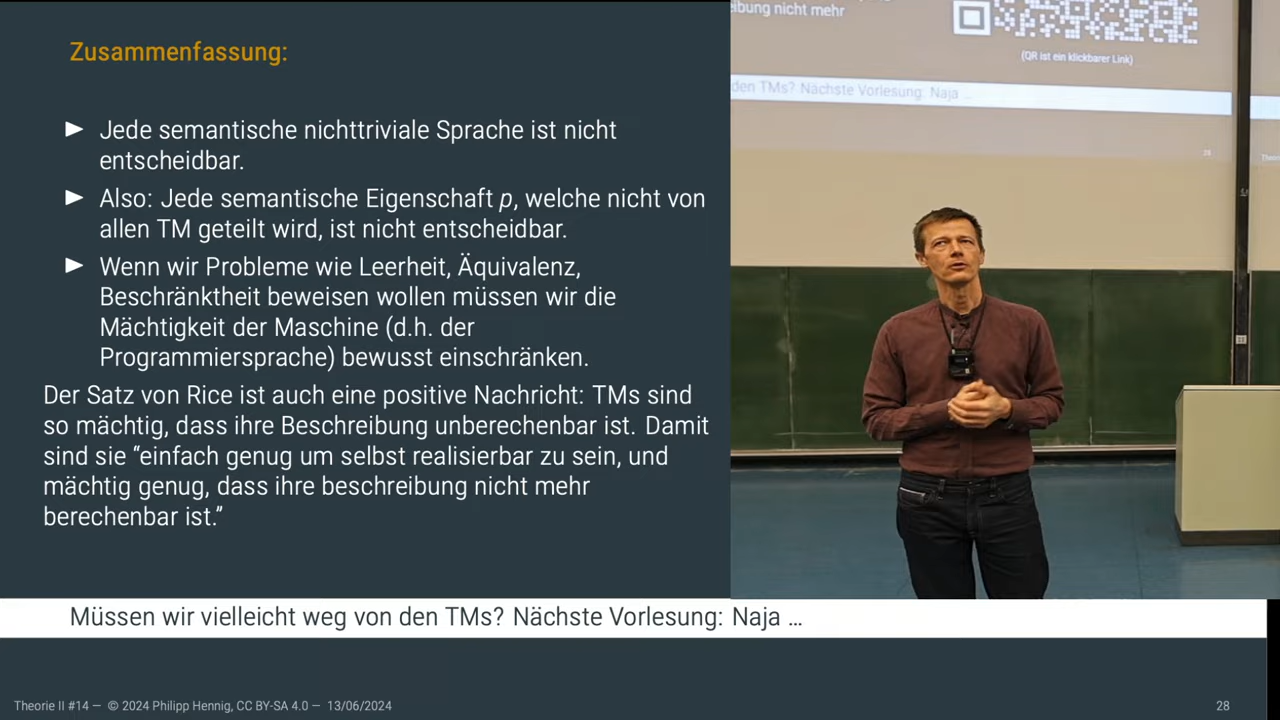 Zusammenfassung:
► Jede semantische nichttriviale Sprache ist nicht
entscheidbar.
► Also: Jede semantische Eigenschaft p, welche nicht von
allen TM geteilt wird, ist nicht entscheidbar.
► Wenn wir Probleme wie Leerheit, Äquivalenz,
Beschränktheit beweisen wollen müssen wir die
Mächtigkeit der Maschine (d.h. der
Programmiersprache) bewusst einschränken.
Der Satz von Rice ist auch eine positive Nachricht: TMs sind
so mächtig, dass ihre Beschreibung unberechenbar ist. Damit
sind sie “einfach genug um selbst realisierbar zu sein, und
mächtig genug, dass ihre beschreibung nicht mehr
berechenbar ist.”
Müssen wir vielleicht weg von den TMs? Nächste Vorlesung: Naja ...
Theorie II #14 — © 2024 Philipp Hennig, CC BY-SA 4.0 — 13/06/2024
28
ibung nicht mehr
(QR ist ein klickbarer Link)
den TMs? Nächste Vorlesung: Naja ...
28